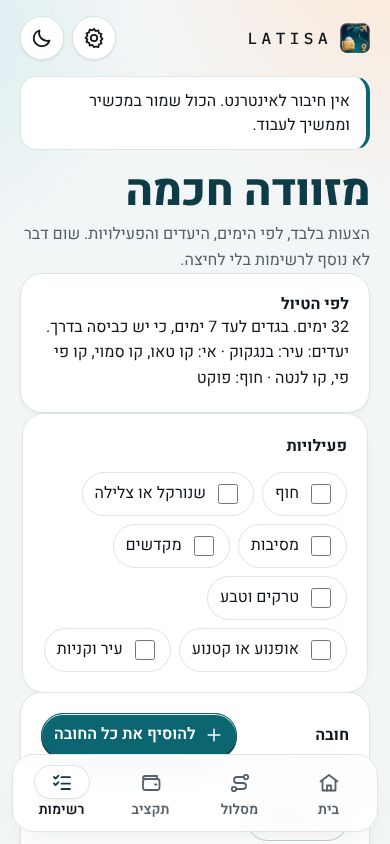 LATISA
אין חיבור לאינטרנט. הכול שמור במכשיר
וממשיך לעבוד.
מזוודה חכמה
הצעות בלבד, לפי הימים, היעדים והפעילויות. שום דבר
לא נוסף לרשימות בלי לחיצה.
לפי הטיול
32 ימים. בגדים לעד 7 ימים, כי יש כביסה בדרך.
יעדים: עיר: בנגקוק · אי: קו טאו, קו סמוי, קו פי
פי, קו לנטה · חוף: פוקט
פעילויות
חוף
שנורקל או צלילה
מסיבות
מקדשים
טרקים וטבע
אופנוע או קטנוע
עיר וקניות
חובה
להוסיף את כל החובה
בית
מסלול
תקציב
רשימות